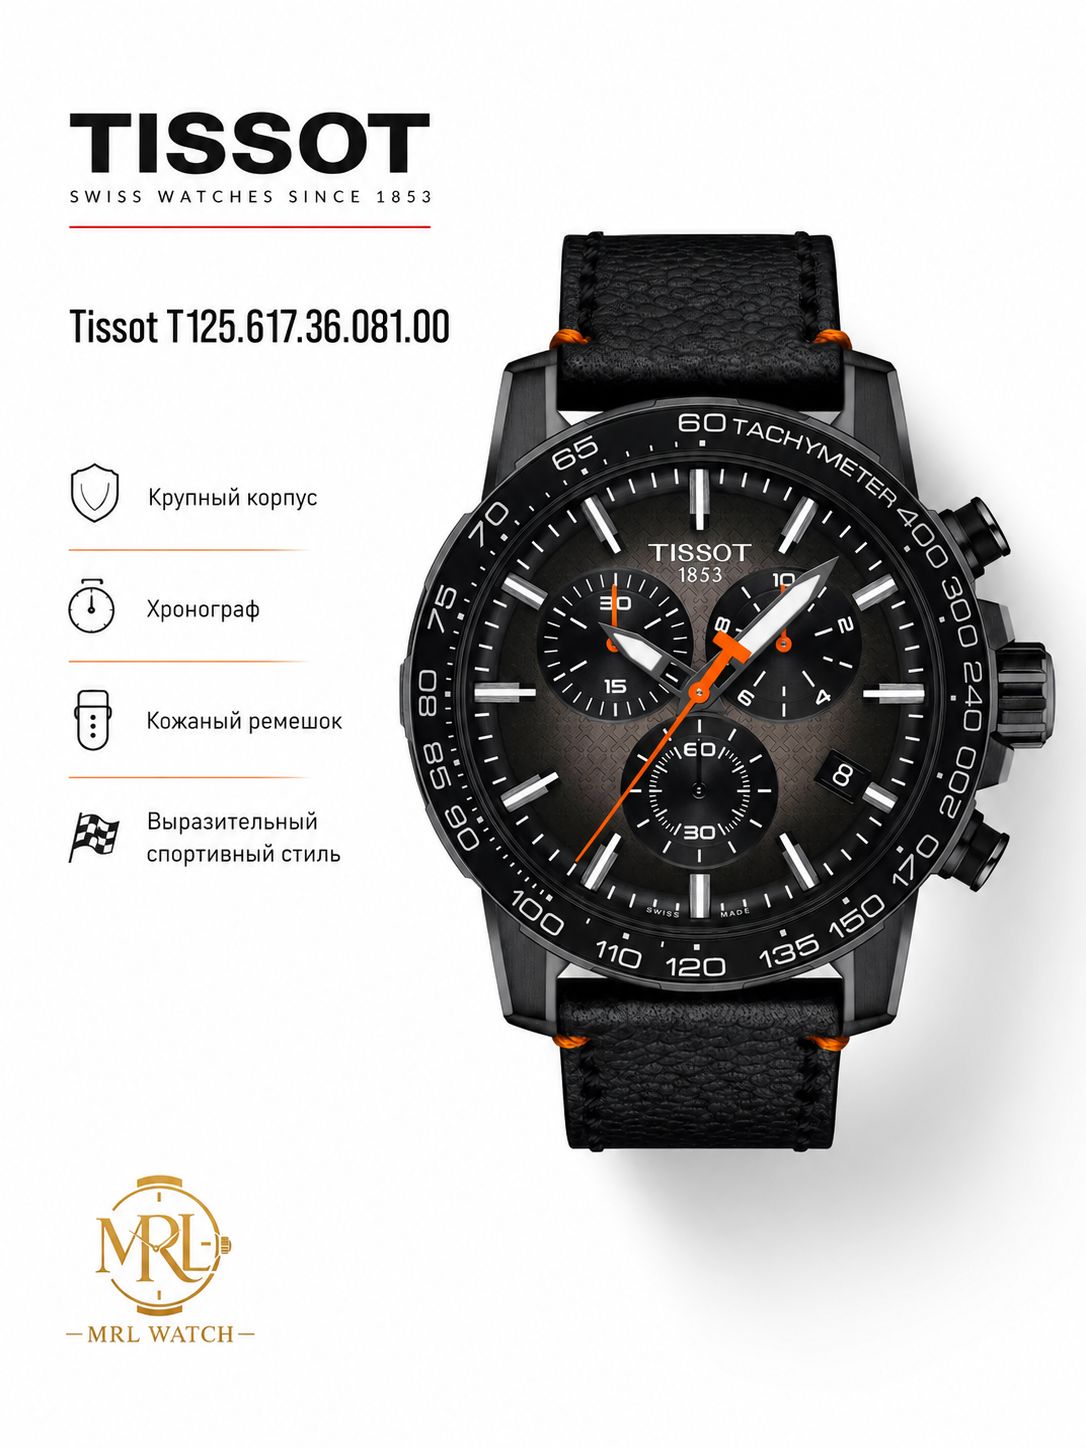 TISSOT
SWISS WATCHES SINCE 1853
Tissot T125.617.36.081.00
Крупный корпус
Хронограф
Кожаный ремешок
Выразительный
спортивный стиль
60 TACHYMETER 400 300 240 200 170 150 135 120 110 100 90 85 80 75 70 65
TISSOT
1853
30
15
10
2
4
6
8
60
30
8
SWISS MADE
MRL
MRL WATCH